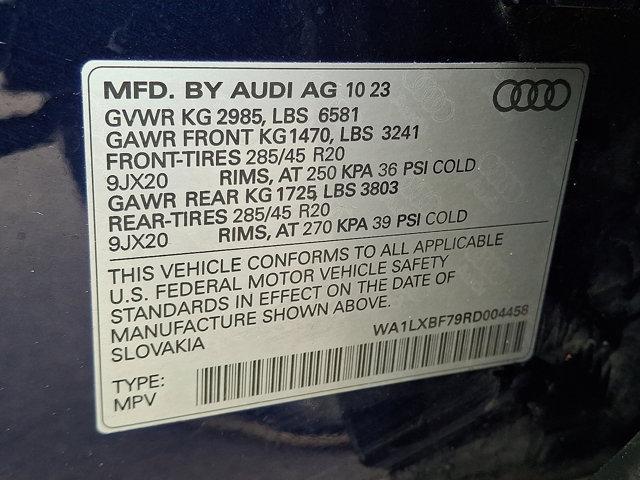 MFD. BY AUDI AG 10 23
GVWR KG 2985, LBS 6581
GAWR FRONT KG1470, LBS 3241
FRONT-TIRES 285/45 R20
9JX20 RIMS, AT 250 KPA 36 PSI COLD
GAWR REAR KG 1725, LBS 3803
REAR-TIRES 285/45 R20
9JX20 RIMS, AT 270 KPA 39 PSI COLD
THIS VEHICLE CONFORMS TO ALL APPLICABLE
U.S. FEDERAL MOTOR VEHICLE SAFETY
STANDARDS IN EFFECT ON THE DATE OF
MANUFACTURE SHOWN ABOVE.
SLOVAKIA
WA1LXBF79RD004458
TYPE:
MPV